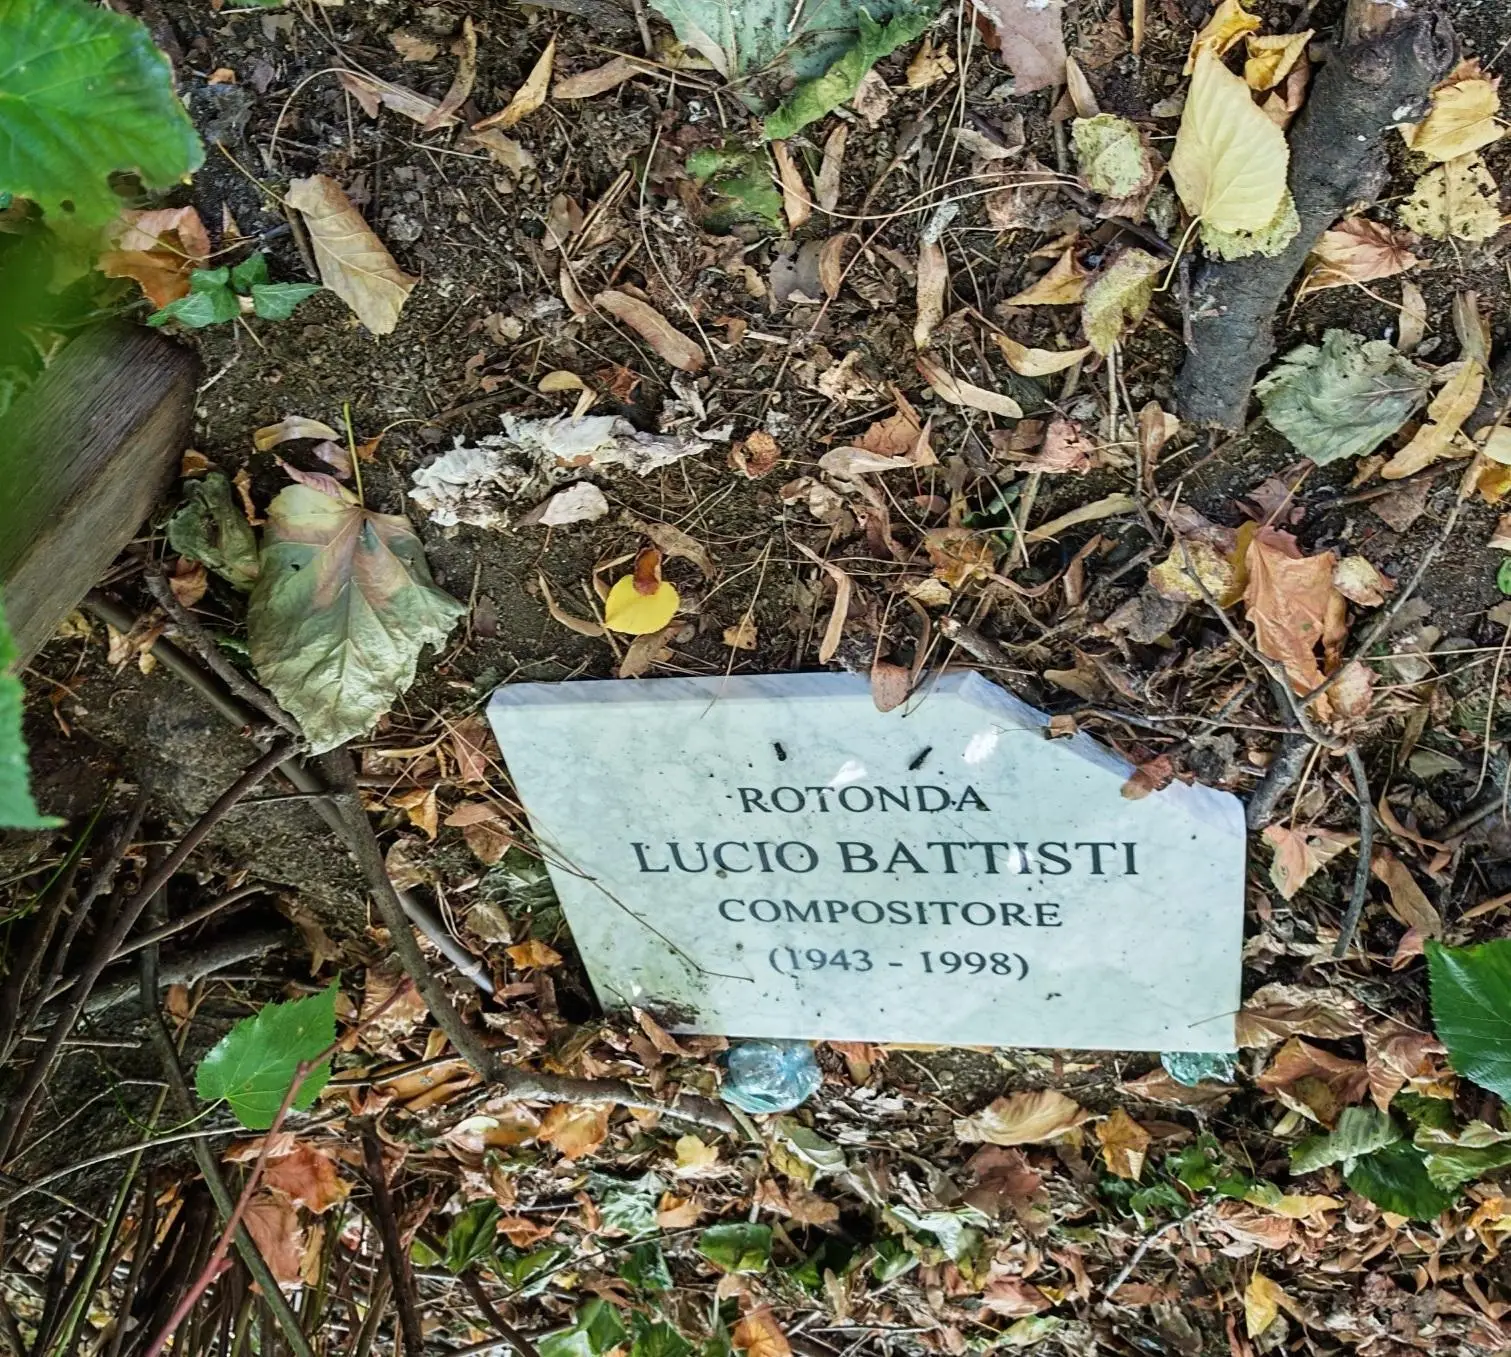 ROTONDA
LUCIO BATTISTI
COMPOSITORE
(1943 - 1998)